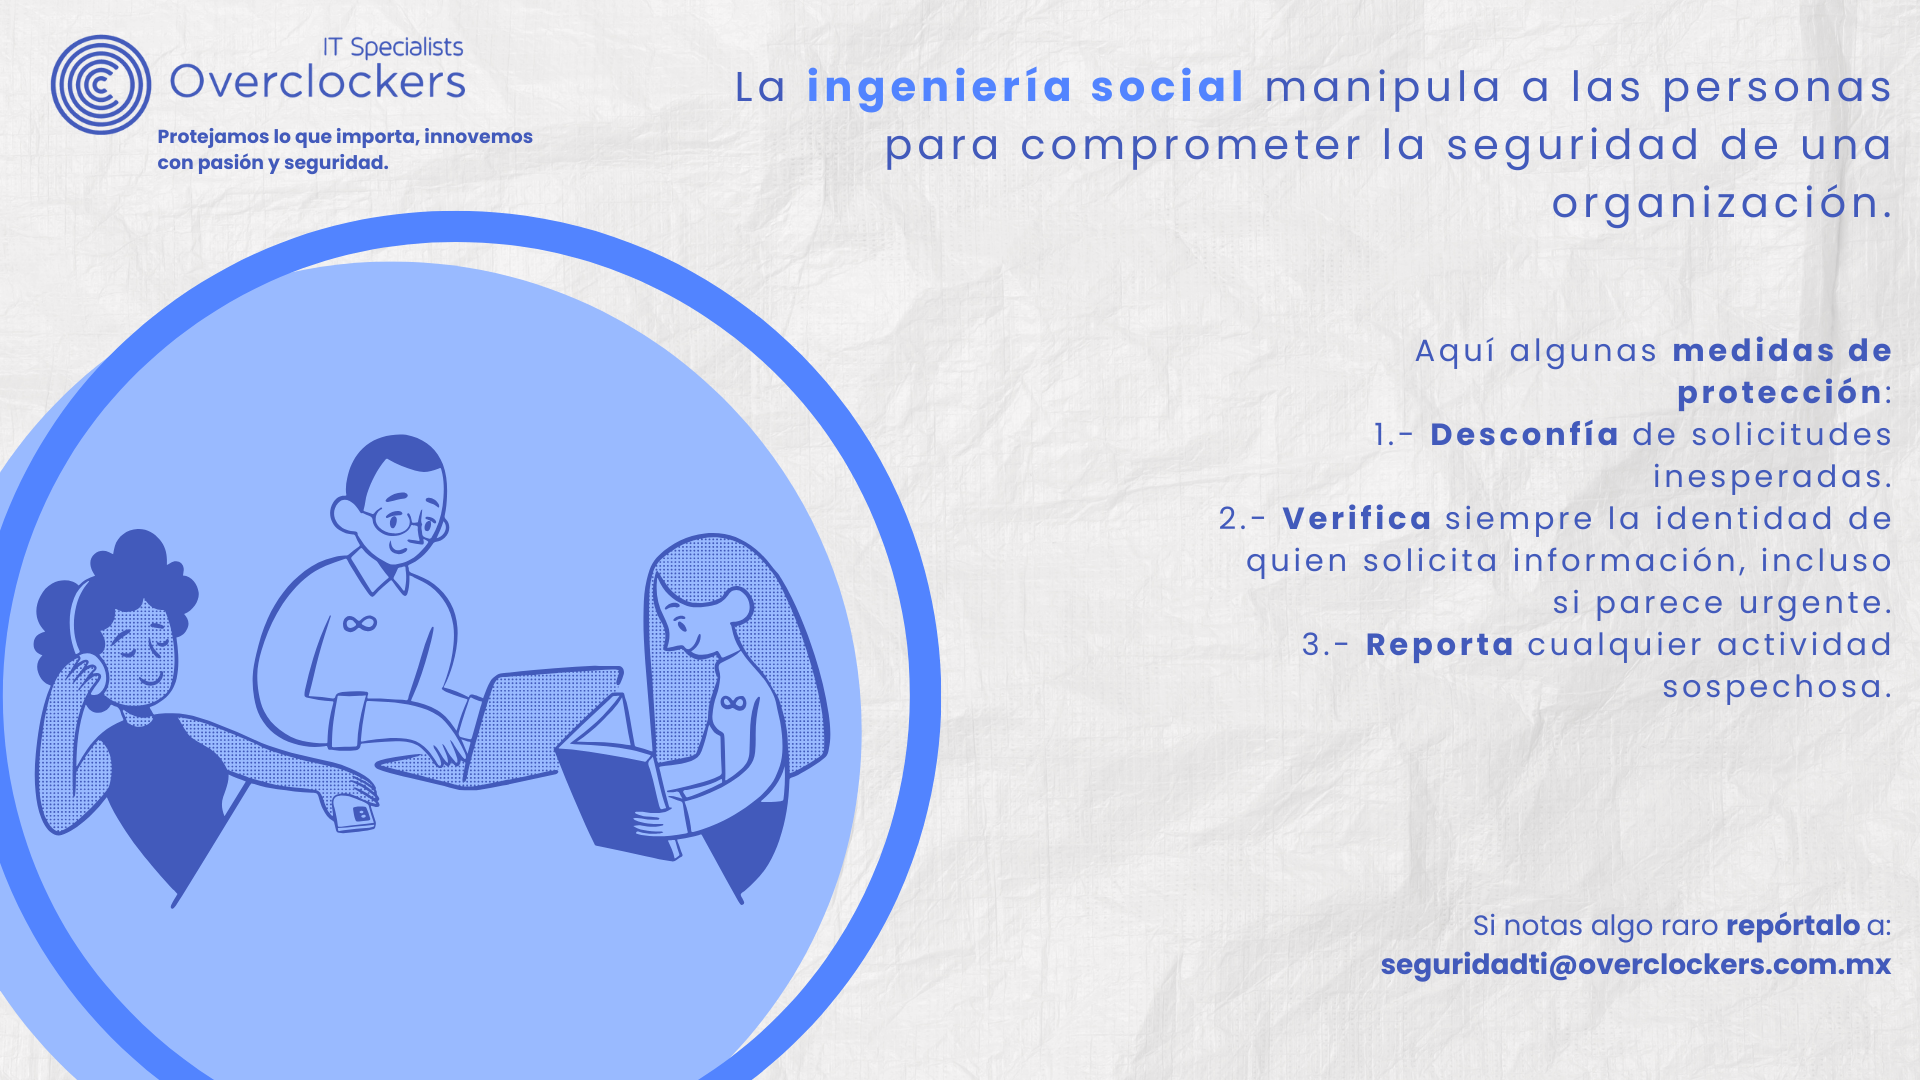 IT Specialists
Overclockers
Protejamos lo que importa, innovemos
con pasión y seguridad.
La ingeniería social manipula a las personas
para comprometer la seguridad de una
organización.
Aquí algunas medidas de
protección:
1.- Desconfía de solicitudes
inesperadas.
2.- Verifica siempre la identidad de
quien solicita información, incluso
si parece urgente.
3.- Reporta cualquier actividad
sospechosa.
Si notas algo raro repórtalo a:
seguridadti@overclockers.com.mx